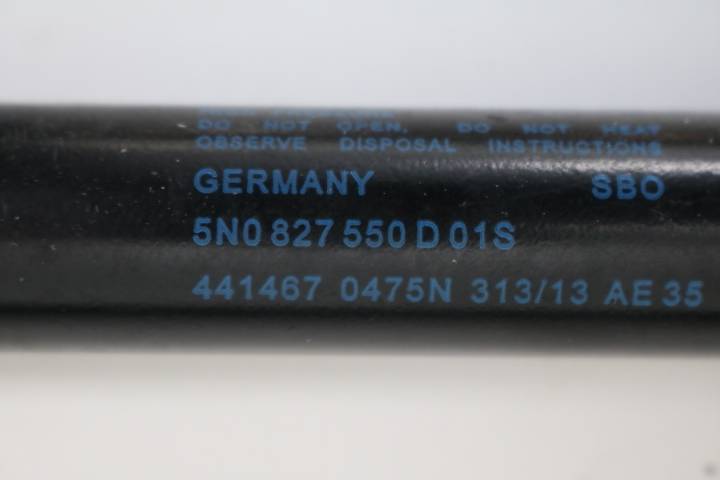 DO NOT OPEN. DO NOT HEAT
OBSERVE DISPOSAL INSTRUCTIONS
GERMANY SBO
5N0 827 550 D 01S
441467 0475N 313/13 AE 35